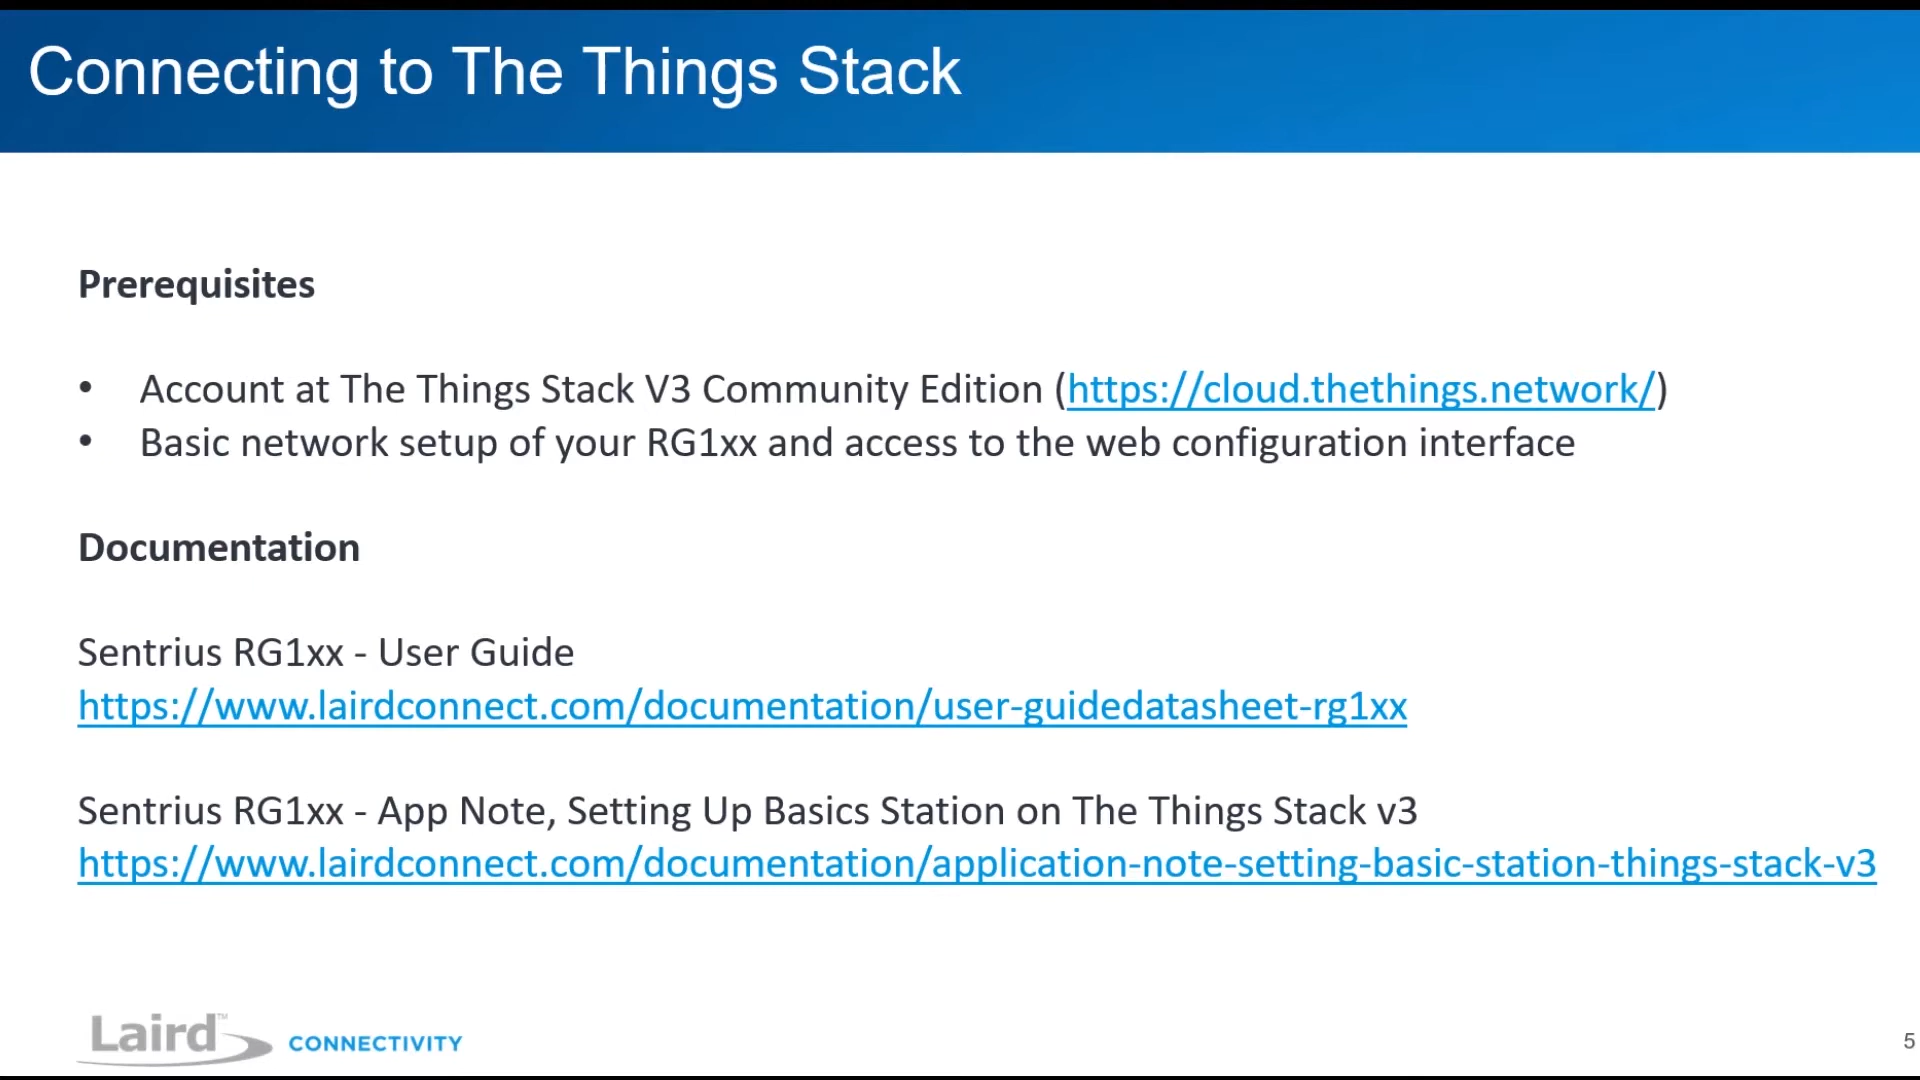 Connecting to The Things Stack
Prerequisites
• Account at The Things Stack V3 Community Edition (https://cloud.thethings.network/)
• Basic network setup of your RG1xx and access to the web configuration interface
Documentation
Sentrius RG1xx - User Guide
https://www.lairdconnect.com/documentation/user-guidedatasheet-rg1xx
Sentrius RG1xx - App Note, Setting Up Basics Station on The Things Stack v3
https://www.lairdconnect.com/documentation/application-note-setting-basic-station-things-stack-v3
Laird™ CONNECTIVITY
5